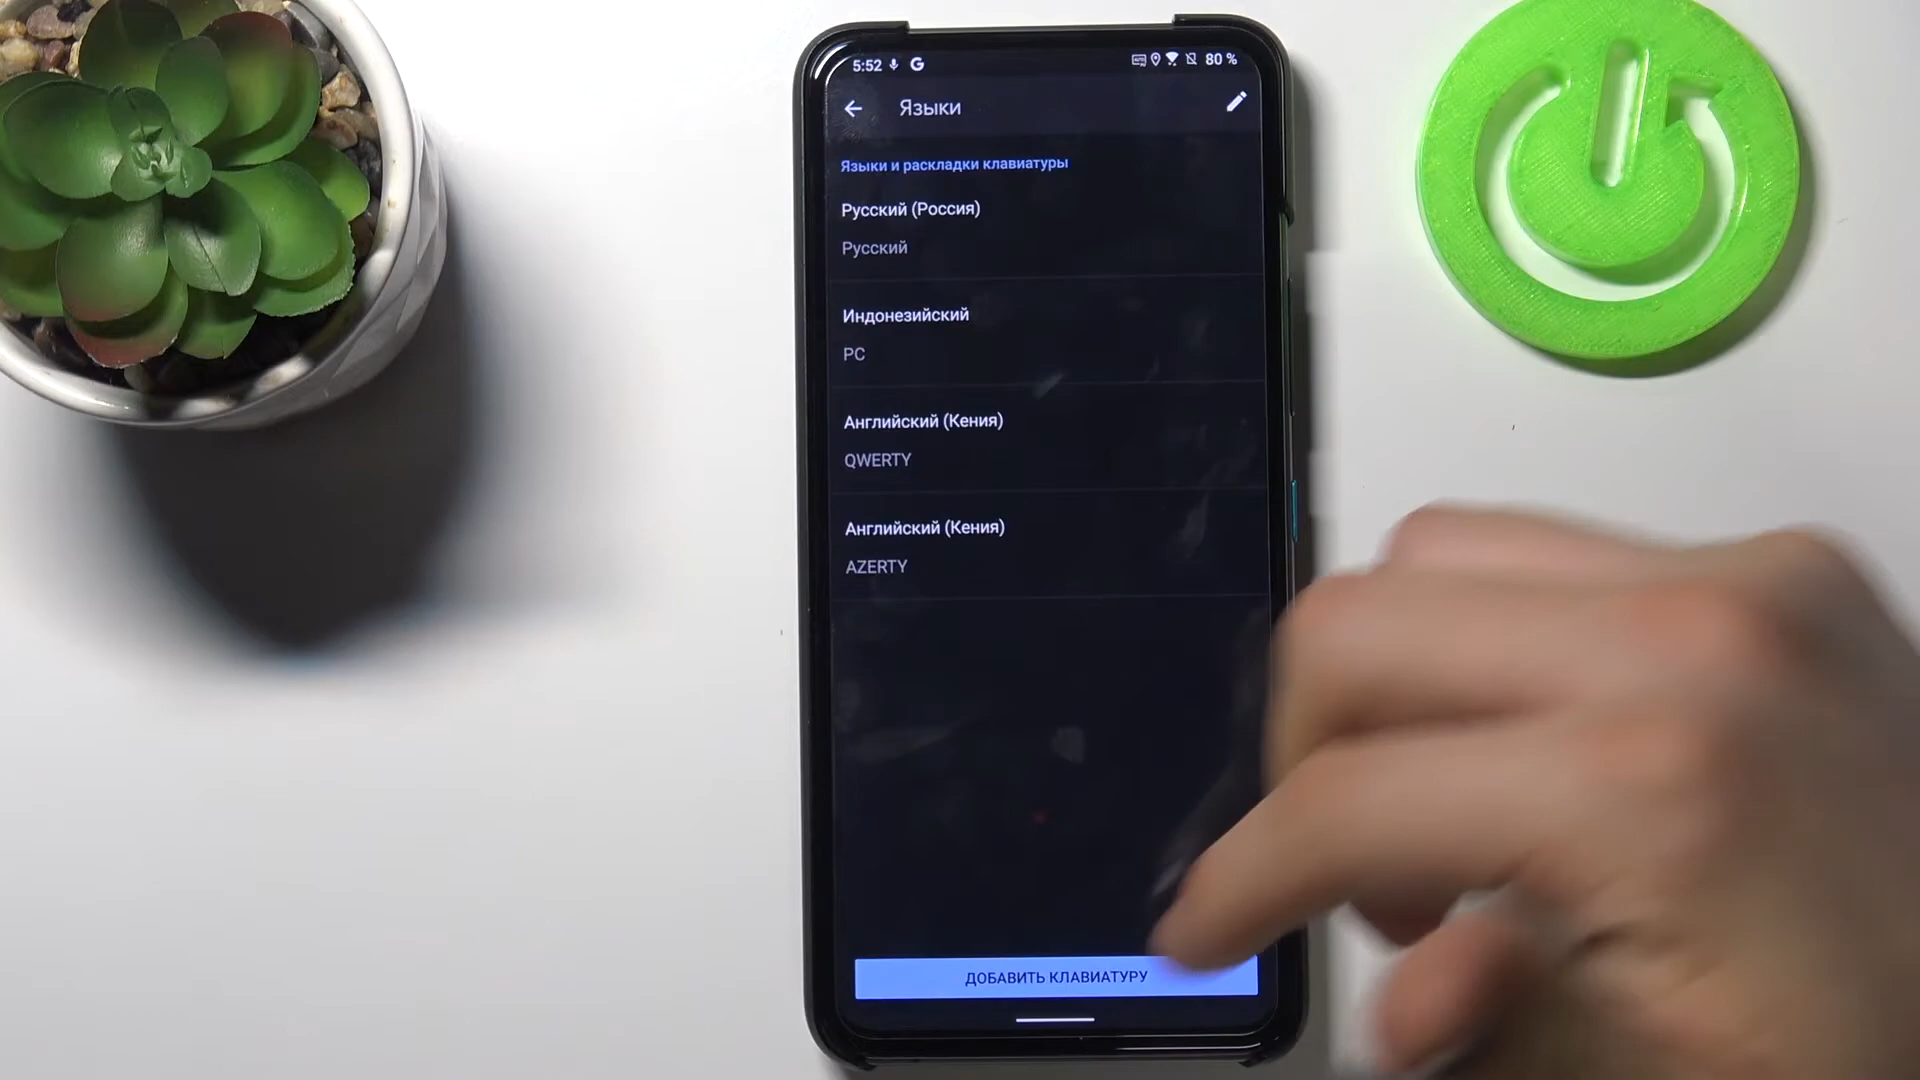 5:52 G 80 %
Языки
Языки и раскладки клавиатуры
Русский (Россия)
Русский
Индонезийский
PC
Английский (Кения)
QWERTY
Английский (Кения)
AZERTY
ДОБАВИТЬ КЛАВИАТУРУ